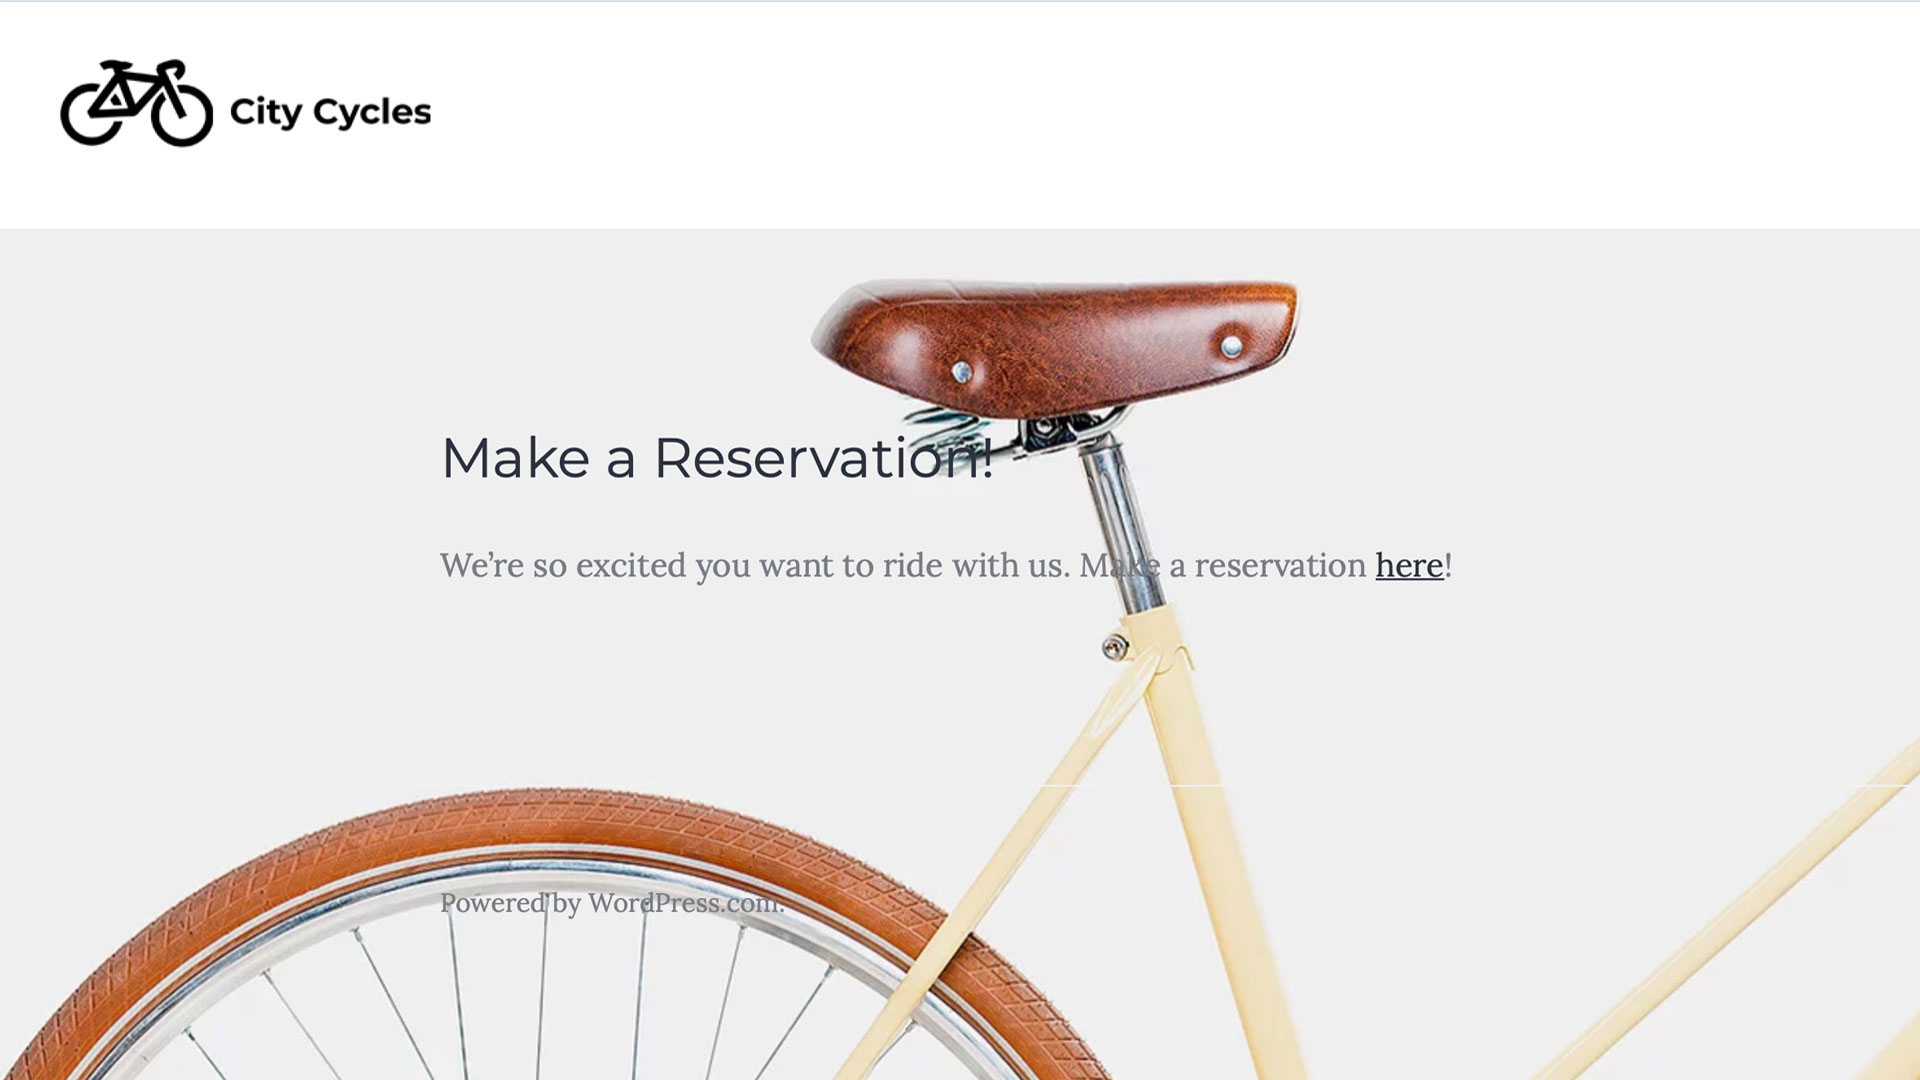 City Cycles
Make a Reservation!
We’re so excited you want to ride with us. Make a reservation here!
Powered by WordPress.com.